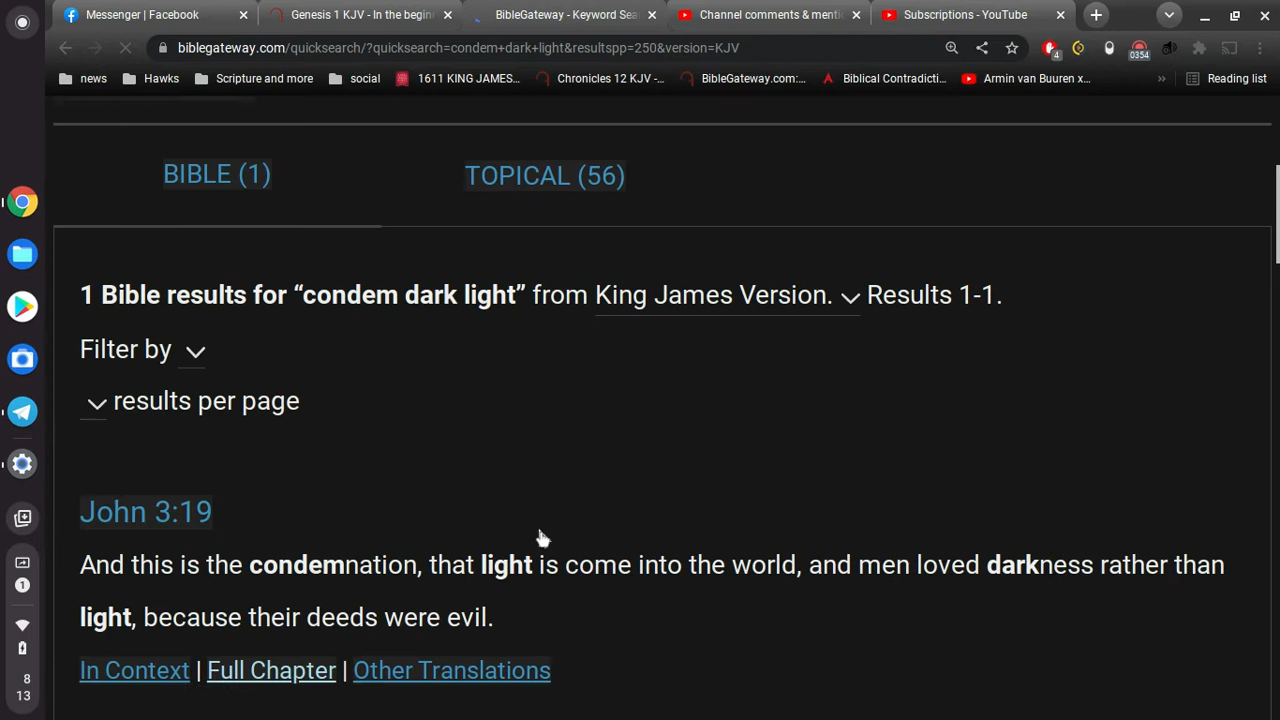 Messenger | Facebook
Genesis 1 KJV - In the beginn
BibleGateway - Keyword Sea
Channel comments & menti
Subscriptions - YouTube
biblegateway.com/quicksearch/?quicksearch=condem+dark+light&resultspp=250&version=KJV
4
0354
news
Hawks
Scripture and more
social
1611 KING JAMES...
Chronicles 12 KJV -...
BibleGateway.com:...
Biblical Contradicti...
Armin van Buuren x...
»
Reading list
BIBLE (1)
TOPICAL (56)
1 Bible results for “condem dark light” from King James Version. Results 1-1.
Filter by
results per page
John 3:19
And this is the condemnation, that light is come into the world, and men loved darkness rather than
light, because their deeds were evil.
In Context | Full Chapter | Other Translations
1
8
13